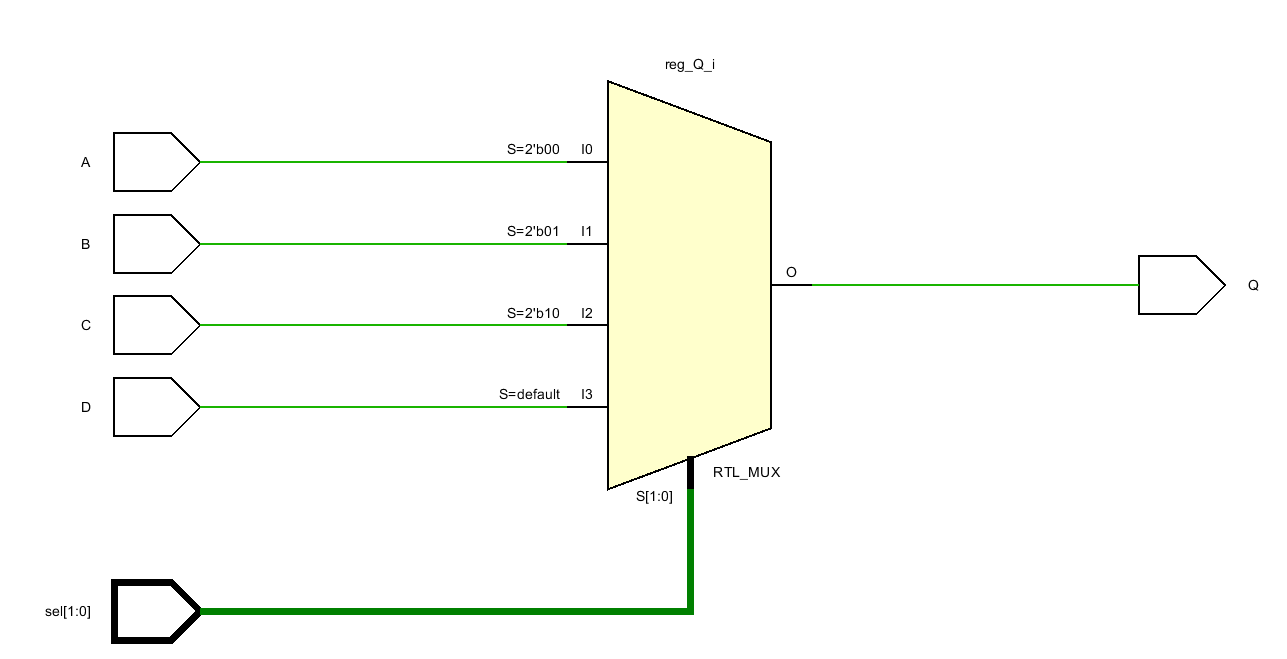 reg_Q_i
A
S=2'b00 I0
B
S=2'b01 I1
O
Q
C
S=2'b10 I2
D
S=default I3
RTL_MUX
S[1:0]
sel[1:0]